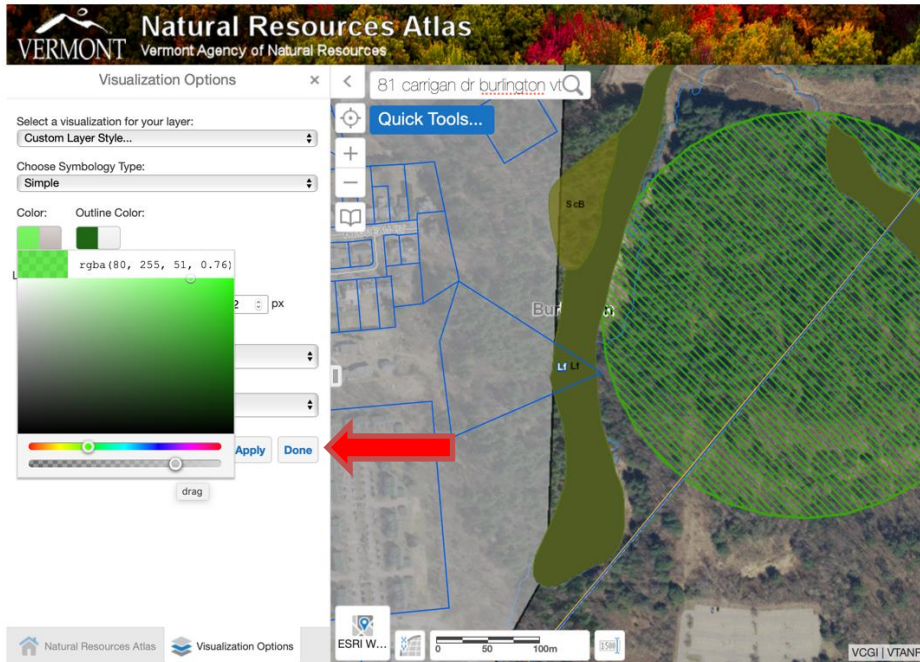 VERMONT
Natural Resources Atlas
Vermont Agency of Natural Resources
Visualization Options ×
Select a visualization for your layer:
Custom Layer Style...
Choose Symbology Type:
Simple
Color: Outline Color:
rgba(80, 255, 51, 0.76)
L
2 px
Apply Done
drag
Natural Resources Atlas
Visualization Options
81 carrigan dr burlington vt
Quick Tools...
ScB
Lf Lf
ESRI W...
0 50 100m
VCGI | VTANR